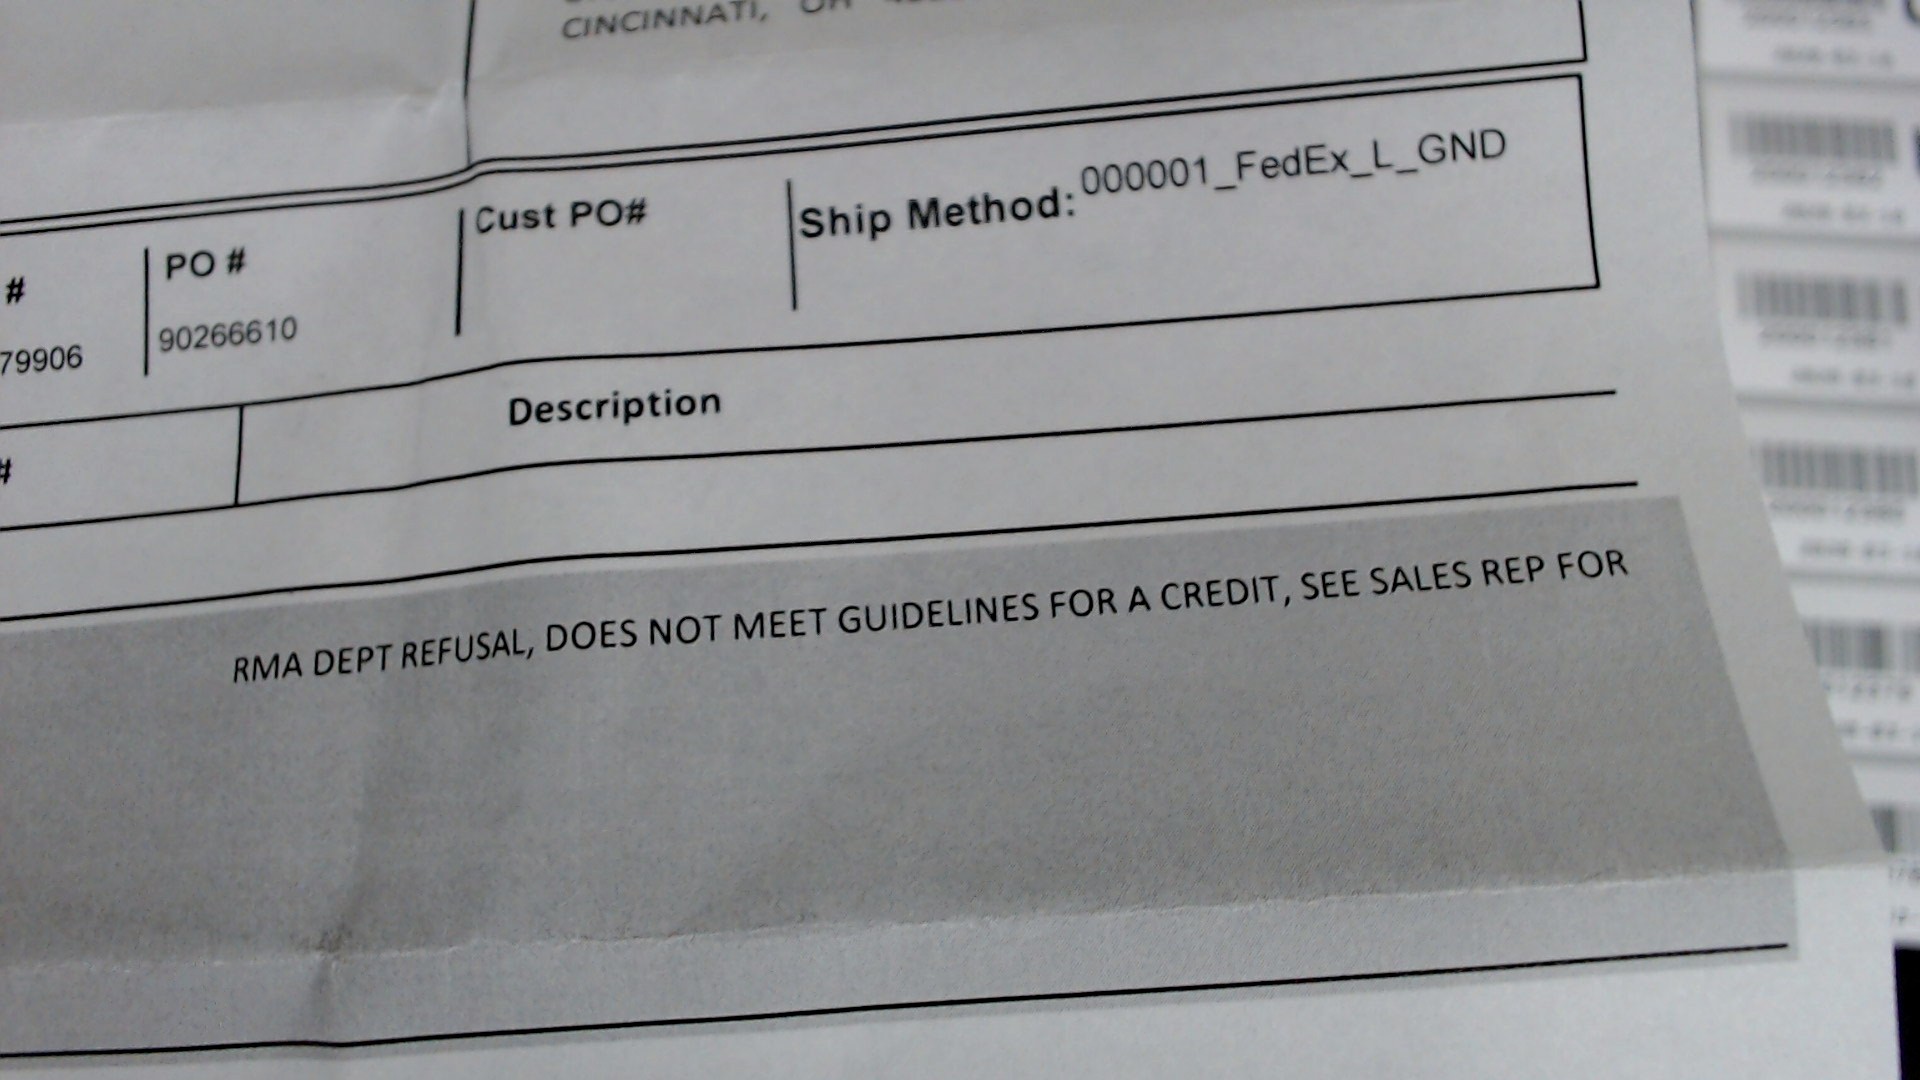 CINCINNATI, OH
Cust PO#
Ship Method: 000001_FedEx_L_GND
# PO #
79906 90266610
Description
#
RMA DEPT REFUSAL, DOES NOT MEET GUIDELINES FOR A CREDIT, SEE SALES REP FOR